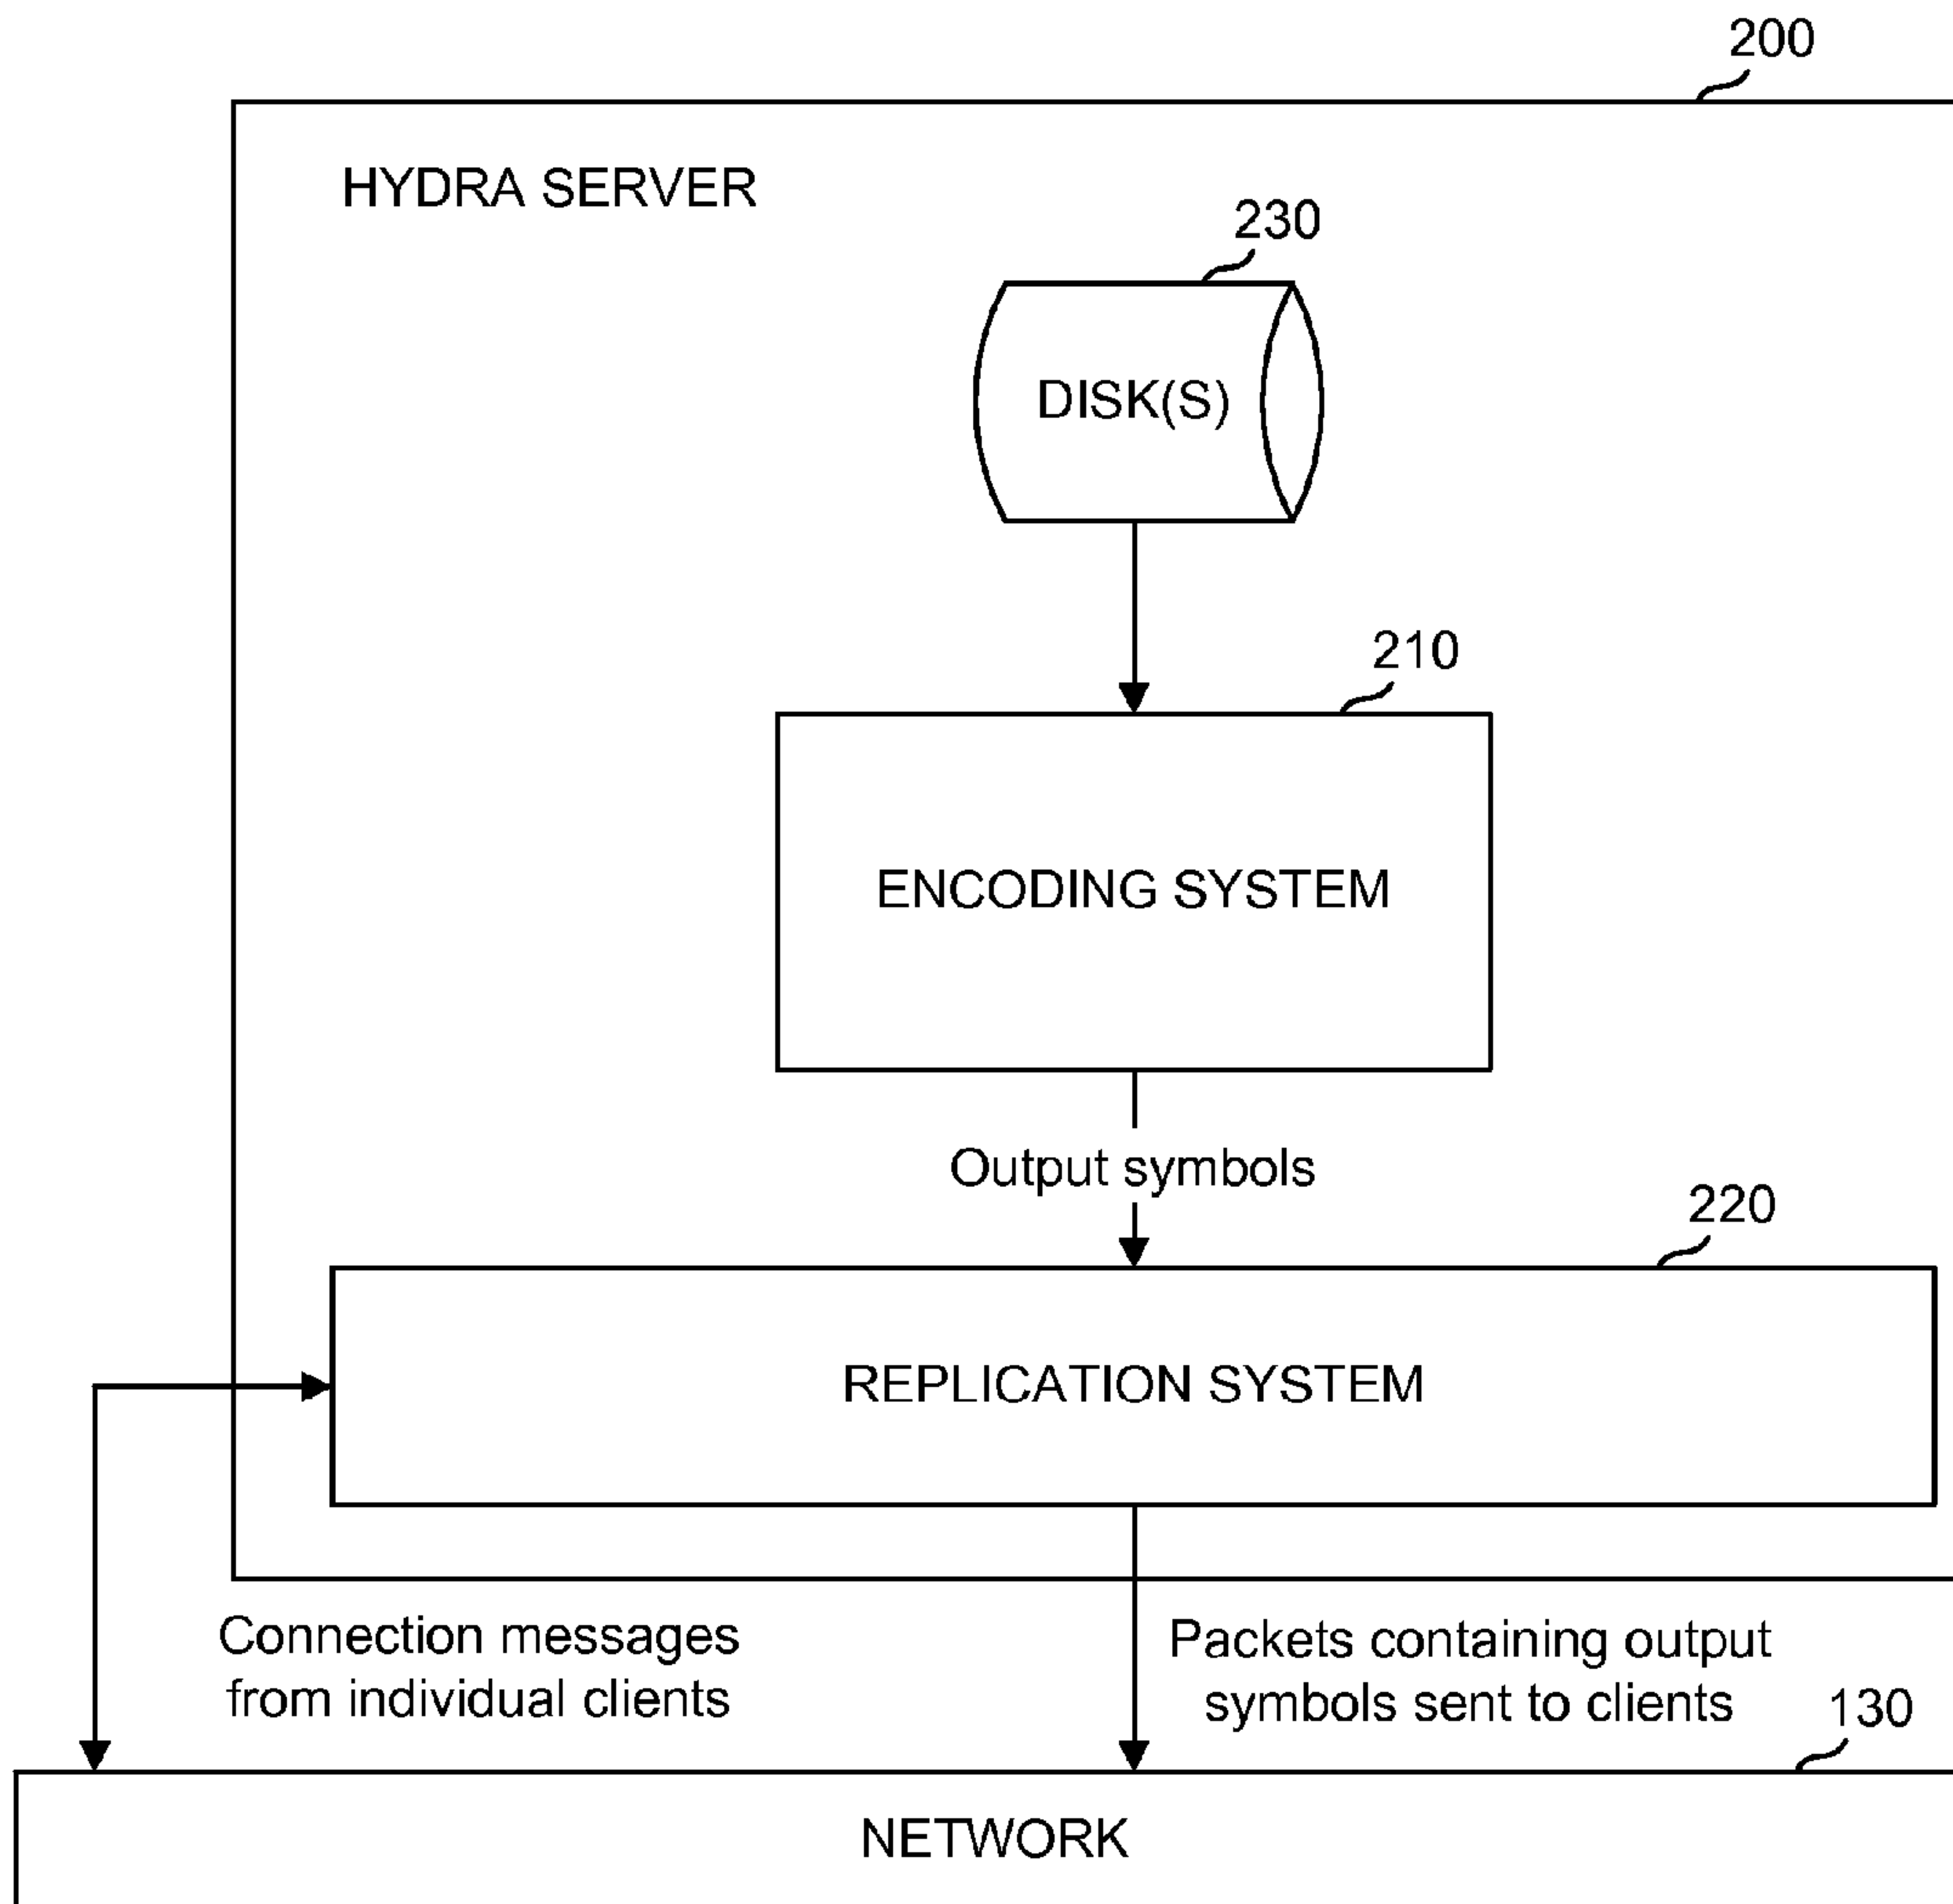 200
HYDRA SERVER
230
DISK(S)
210
ENCODING SYSTEM
Output symbols
220
REPLICATION SYSTEM
Connection messages
from individual clients
Packets containing output
symbols sent to clients
130
NETWORK